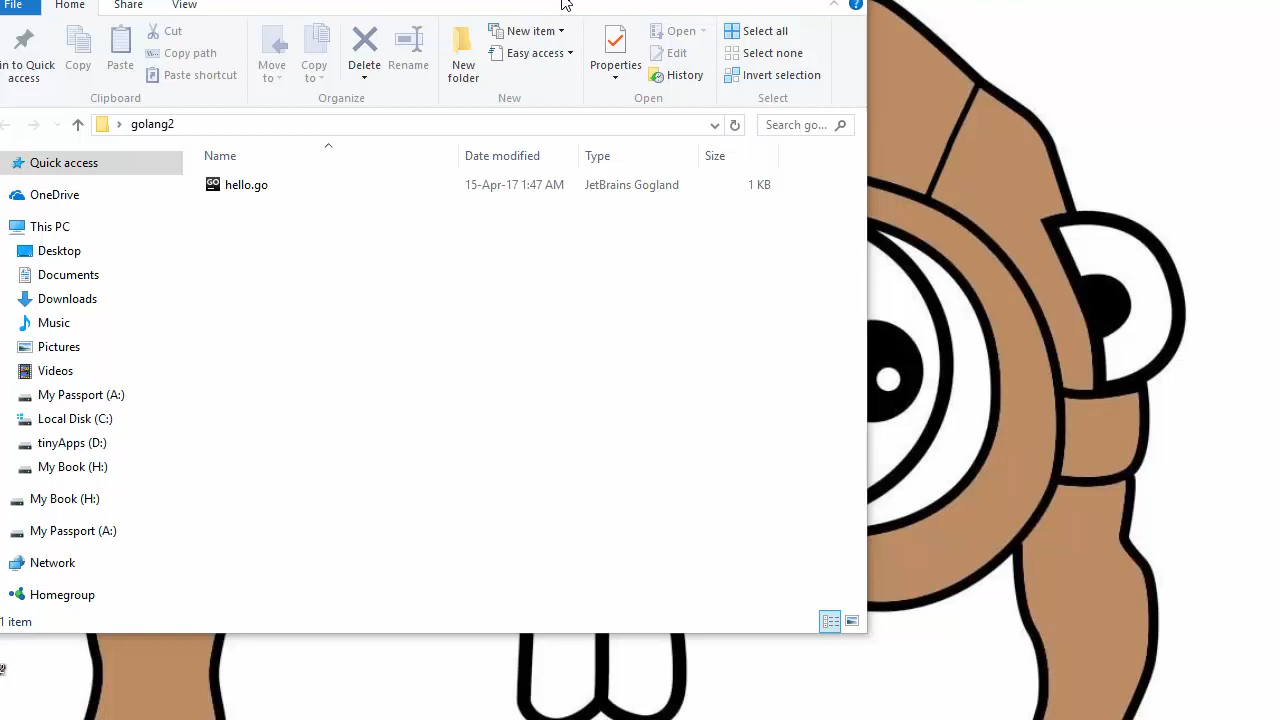 File Home Share View
in to Quick access
Copy
Paste
Cut
Copy path
Paste shortcut
Clipboard
Move to
Copy to
Delete
Rename
Organize
New folder
New item
Easy access
New
Properties
Open
Edit
History
Open
Select all
Select none
Invert selection
Select
golang2
Search go...
Name Date modified Type Size
hello.go 15-Apr-17 1:47 AM JetBrains Gogland 1 KB
Quick access
OneDrive
This PC
Desktop
Documents
Downloads
Music
Pictures
Videos
My Passport (A:)
Local Disk (C:)
tinyApps (D:)
My Book (H:)
My Book (H:)
My Passport (A:)
Network
Homegroup
1 item